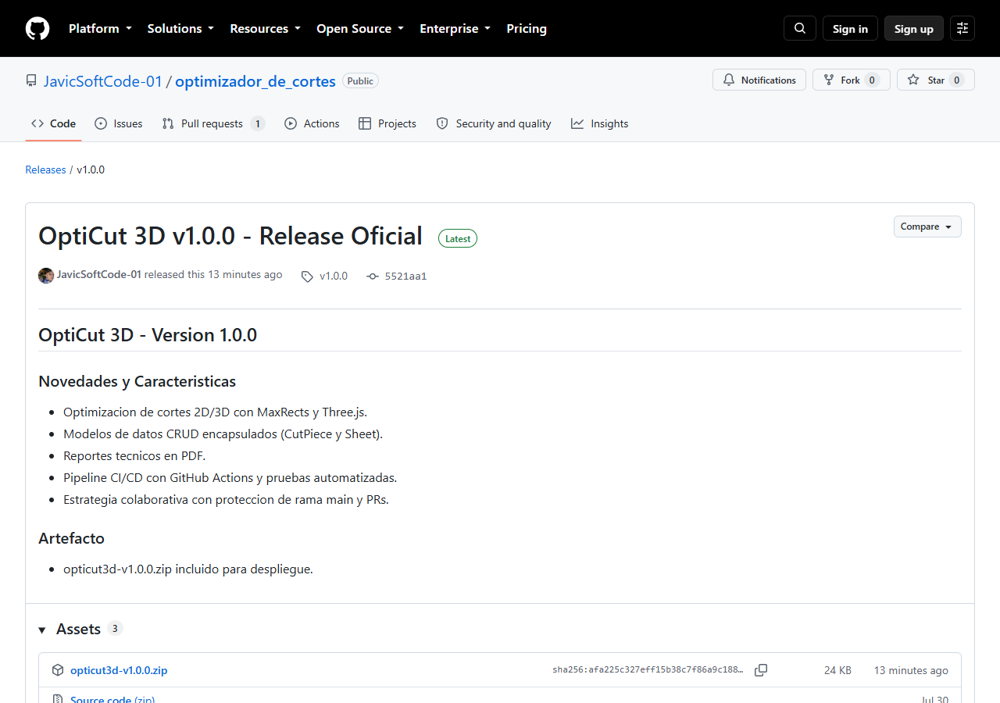 Platform Solutions Resources Open Source Enterprise Pricing Sign in Sign up
JavicSoftCode-01 / optimizador_de_cortes Public Notifications Fork 0 Star 0
Code Issues Pull requests 1 Actions Projects Security and quality Insights
Releases / v1.0.0
OptiCut 3D v1.0.0 - Release Oficial Latest Compare
JavicSoftCode-01 released this 13 minutes ago v1.0.0 5521aa1
OptiCut 3D - Version 1.0.0
Novedades y Caracteristicas
Optimizacion de cortes 2D/3D con MaxRects y Three.js.
Modelos de datos CRUD encapsulados (CutPiece y Sheet).
Reportes tecnicos en PDF.
Pipeline CI/CD con GitHub Actions y pruebas automatizadas.
Estrategia colaborativa con proteccion de rama main y PRs.
Artefacto
opticut3d-v1.0.0.zip incluido para despliegue.
Assets 3
opticut3d-v1.0.0.zip sha256:afa225c327eff15b38c7f86a9c188… 24 KB 13 minutes ago
Source code (zip) Jul 30